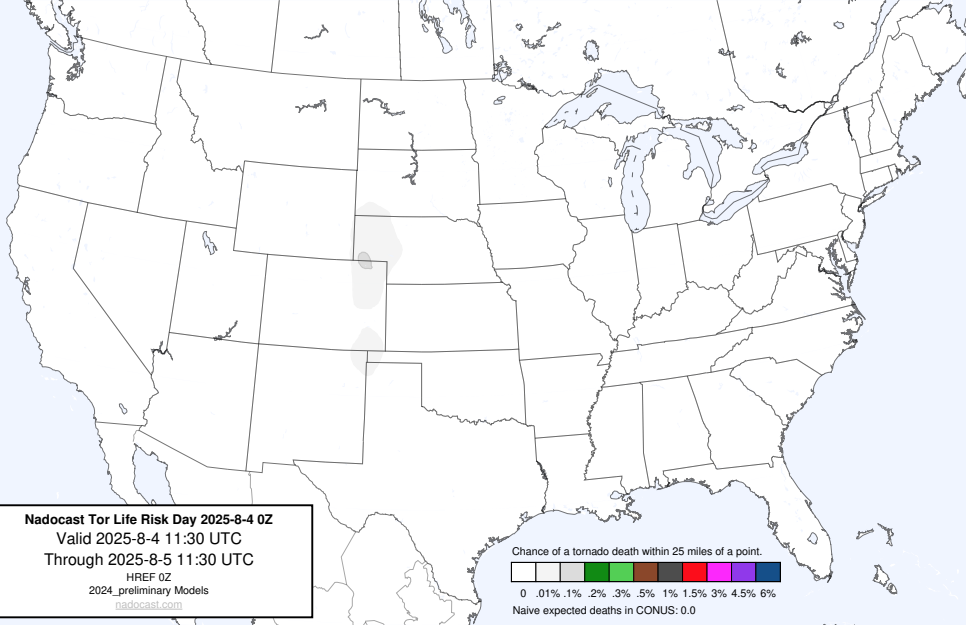 Nadocast Tor Life Risk Day 2025-8-4 0Z
Valid 2025-8-4 11:30 UTC
Through 2025-8-5 11:30 UTC
HREF 0Z
2024_preliminary Models
nadocast.com
Chance of a tornado death within 25 miles of a point.
0 .01% .1% .2% .3% .5% 1% 1.5% 3% 4.5% 6%
Naive expected deaths in CONUS: 0.0